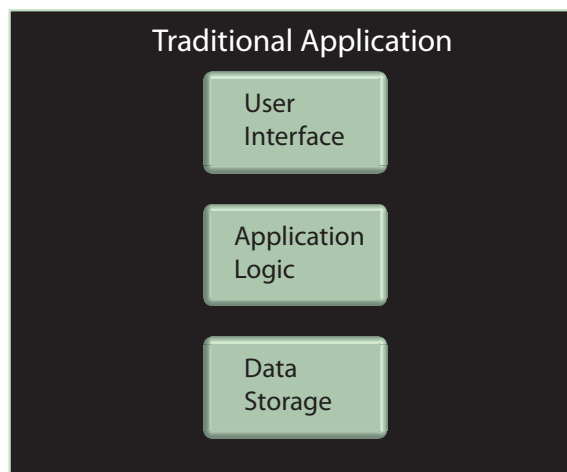 Traditional Application
User
Interface
Application
Logic
Data
Storage